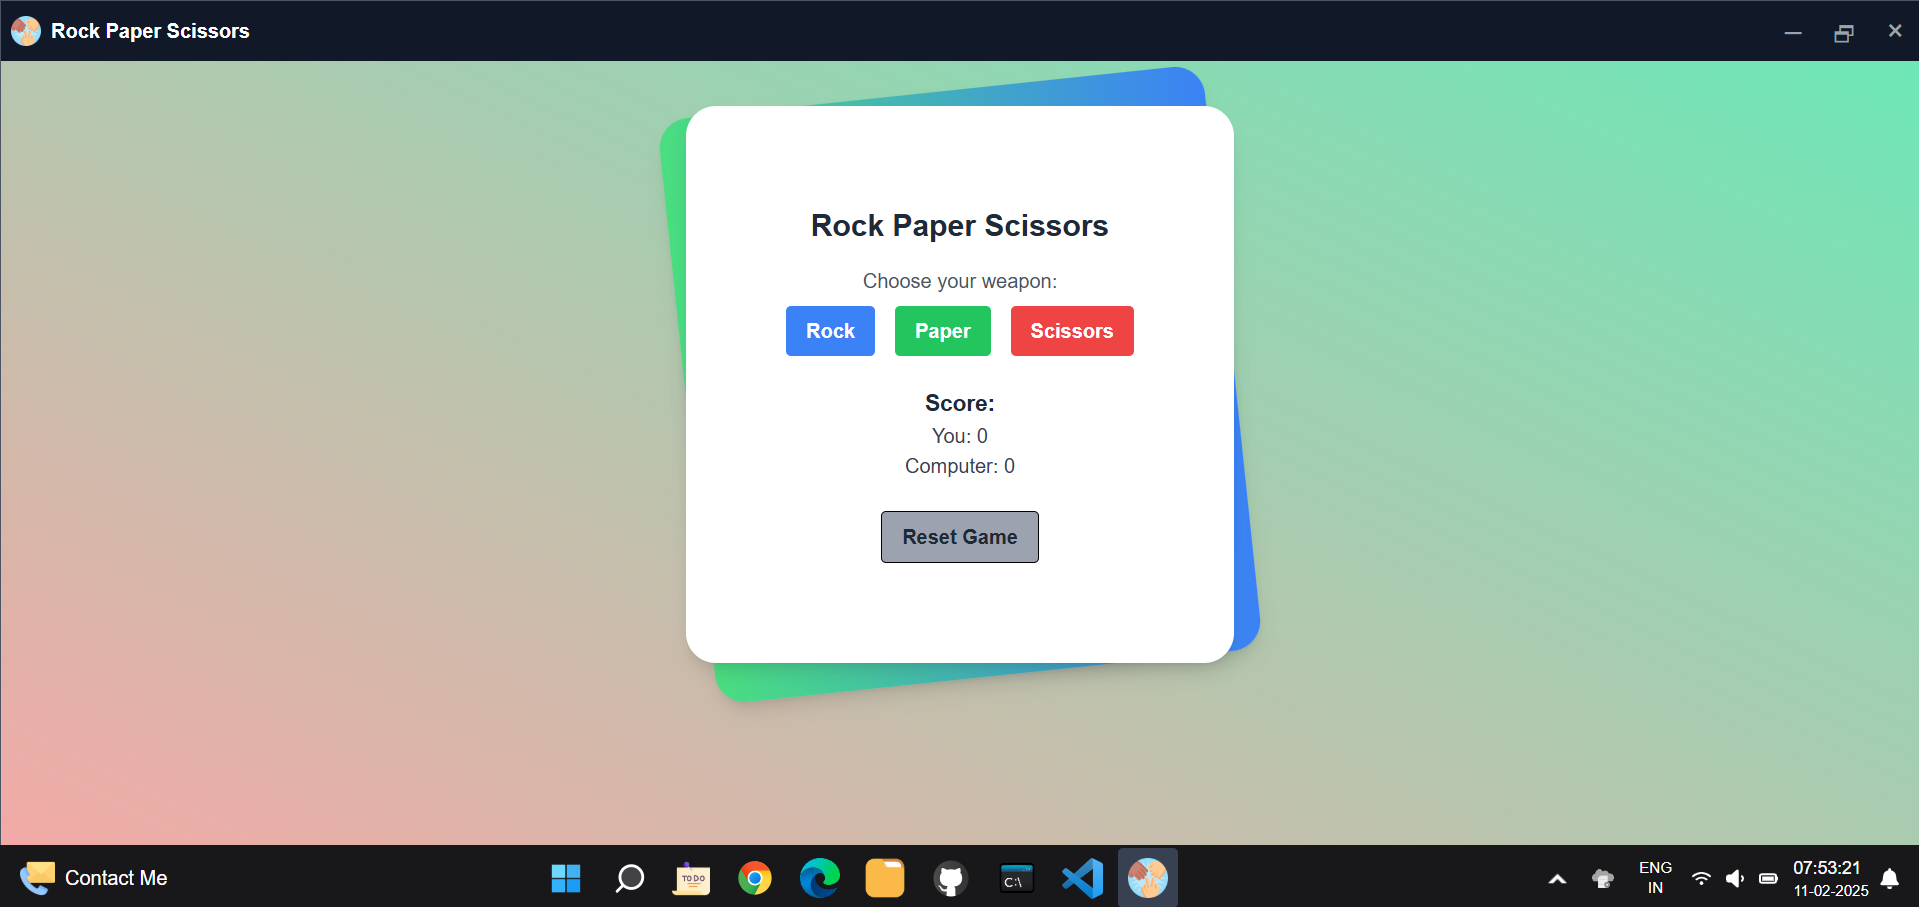 Rock Paper Scissors
Rock Paper Scissors
Choose your weapon:
Rock Paper Scissors
Score:
You: 0
Computer: 0
Reset Game
Contact Me
TO DO
C:\
ENG
IN
07:53:21
11-02-2025